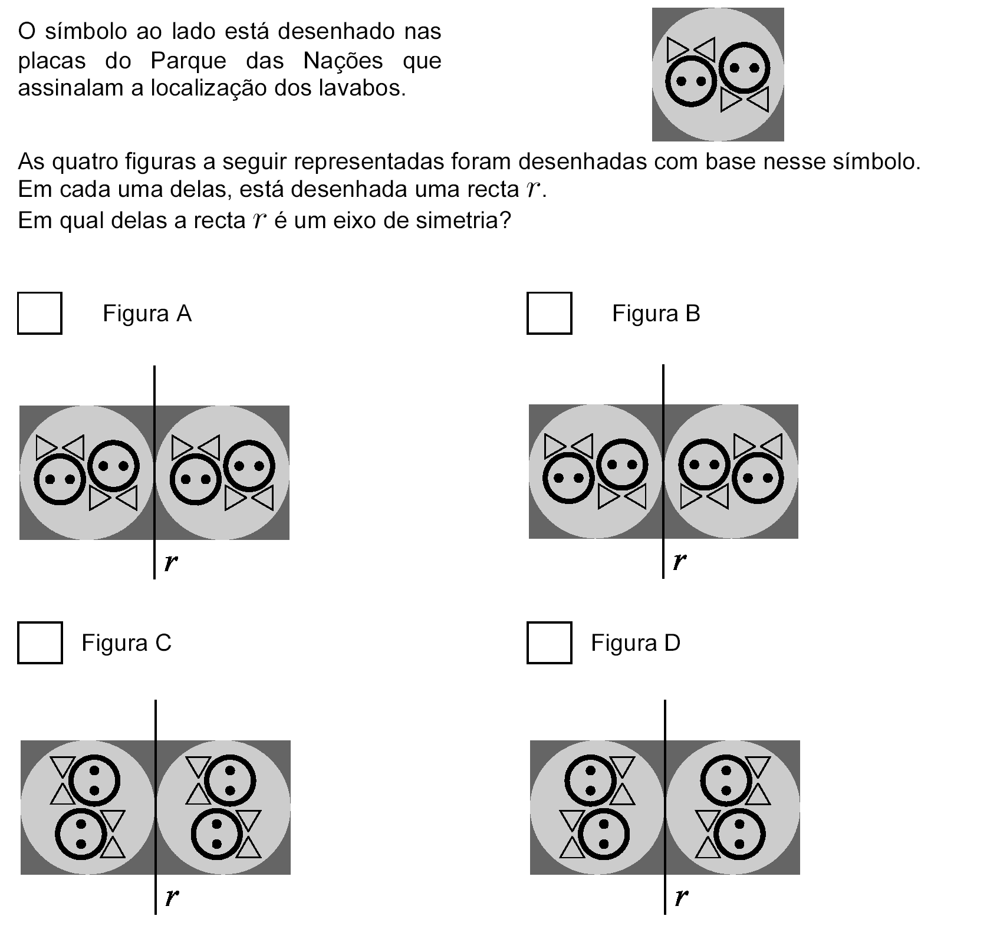 O símbolo ao lado está desenhado nas
placas do Parque das Nações que
assinalam a localização dos lavabos.
As quatro figuras a seguir representadas foram desenhadas com base nesse símbolo.
Em cada uma delas, está desenhada uma recta r.
Em qual delas a recta r é um eixo de simetria?
Figura A
Figura B
r
r
Figura C
Figura D
r
r